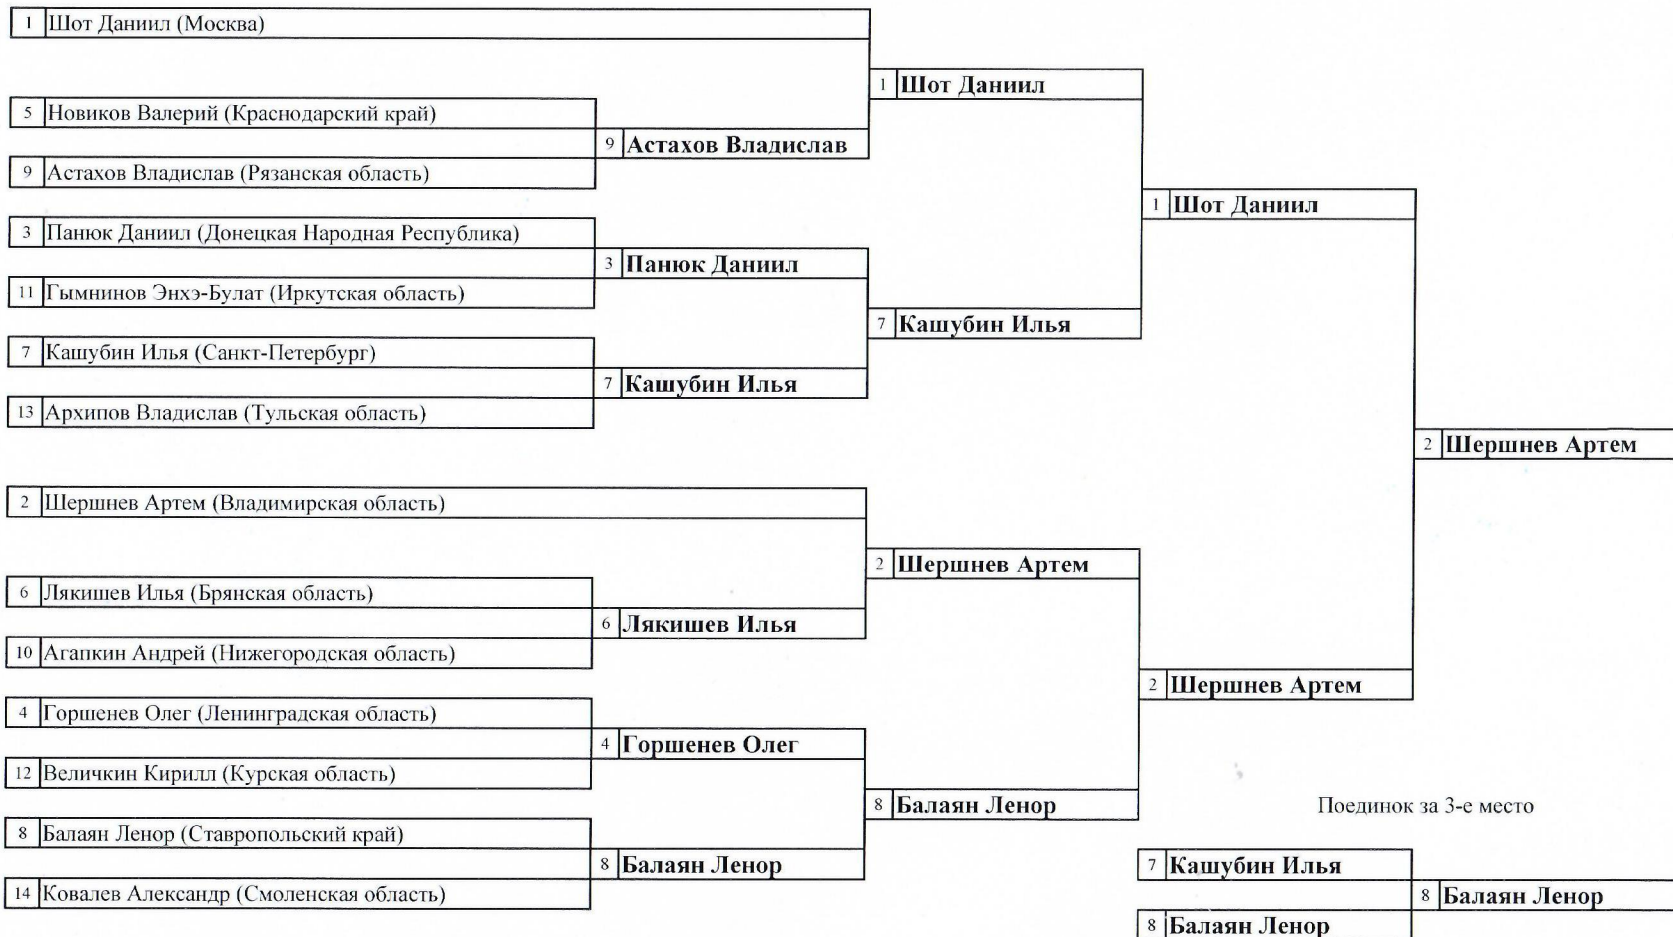 1 Шот Даниил (Москва)
1 Шот Даниил
5 Новиков Валерий (Краснодарский край)
9 Астахов Владислав
9 Астахов Владислав (Рязанская область)
1 Шот Даниил
3 Панюк Даниил (Донецкая Народная Республика)
3 Панюк Даниил
11 Гымнинов Энхэ-Булат (Иркутская область)
7 Кашубин Илья
7 Кашубин Илья (Санкт-Петербург)
7 Кашубин Илья
13 Архипов Владислав (Тульская область)
2 Шершнев Артем
2 Шершнев Артем (Владимирская область)
2 Шершнев Артем
6 Лякишев Илья (Брянская область)
6 Лякишев Илья
10 Агапкин Андрей (Нижегородская область)
2 Шершнев Артем
4 Горшенев Олег (Ленинградская область)
4 Горшенев Олег
12 Величкин Кирилл (Курская область)
8 Балаян Ленор
Поединок за 3-е место
8 Балаян Ленор (Ставропольский край)
8 Балаян Ленор
7 Кашубин Илья
14 Ковалев Александр (Смоленская область)
8 Балаян Ленор
8 Балаян Ленор